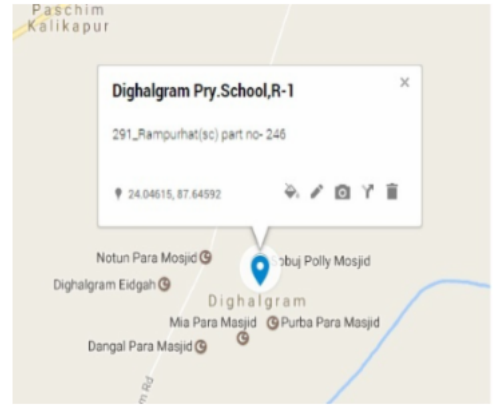 Paschim
Kalikapur
Dighalgram Pry.School,R-1
291_Rampurhat(sc) part no- 246
24.04615, 87.64592
Notun Para Mosjid
Polly Mosjid
Dighalgram Eidgah
Dighalgram
Mia Para Masjid
Purba Para Masjid
Dangal Para Masjid
Rd